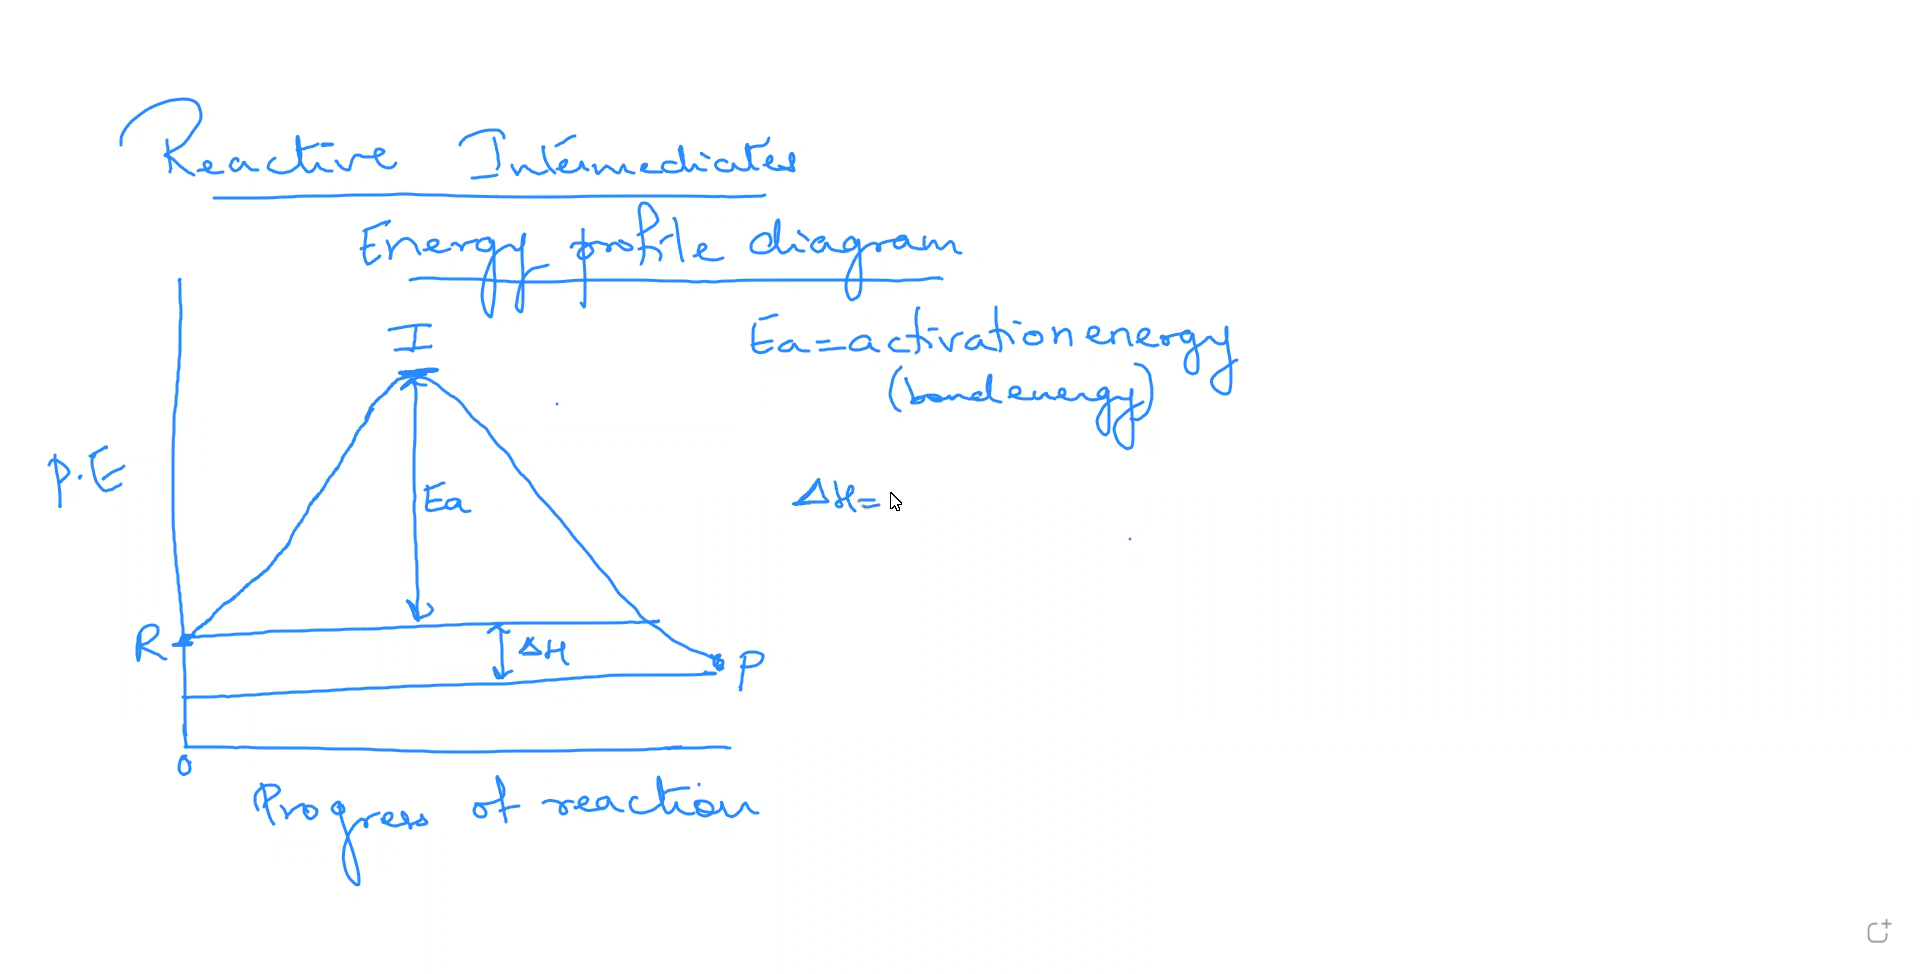 Reactive Intermediates
Energy profile diagram
I
Ea=activation energy
(bond energy)
P.E
Ea
ΔH=
R
ΔH
P
0
Progress of reaction